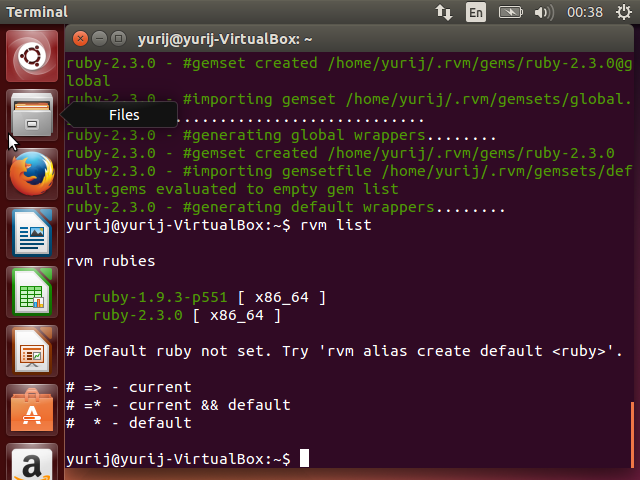 Terminal
En
00:38
yurij@yurij-VirtualBox: ~
ruby-2.3.0 - #gemset created /home/yurij/.rvm/gems/ruby-2.3.0@g
lobal
ruby-2.3.0 - #importing gemset /home/yurij/.rvm/gemsets/global.
Files
............................
ruby-2.3.0 - #generating global wrappers........
ruby-2.3.0 - #gemset created /home/yurij/.rvm/gems/ruby-2.3.0
ruby-2.3.0 - #importing gemsetfile /home/yurij/.rvm/gemsets/def
ault.gems evaluated to empty gem list
ruby-2.3.0 - #generating default wrappers........
yurij@yurij-VirtualBox:~$ rvm list
rvm rubies
ruby-1.9.3-p551 [ x86_64 ]
ruby-2.3.0 [ x86_64 ]
# Default ruby not set. Try 'rvm alias create default <ruby>'.
# => - current
# =* - current && default
#  * - default
yurij@yurij-VirtualBox:~$